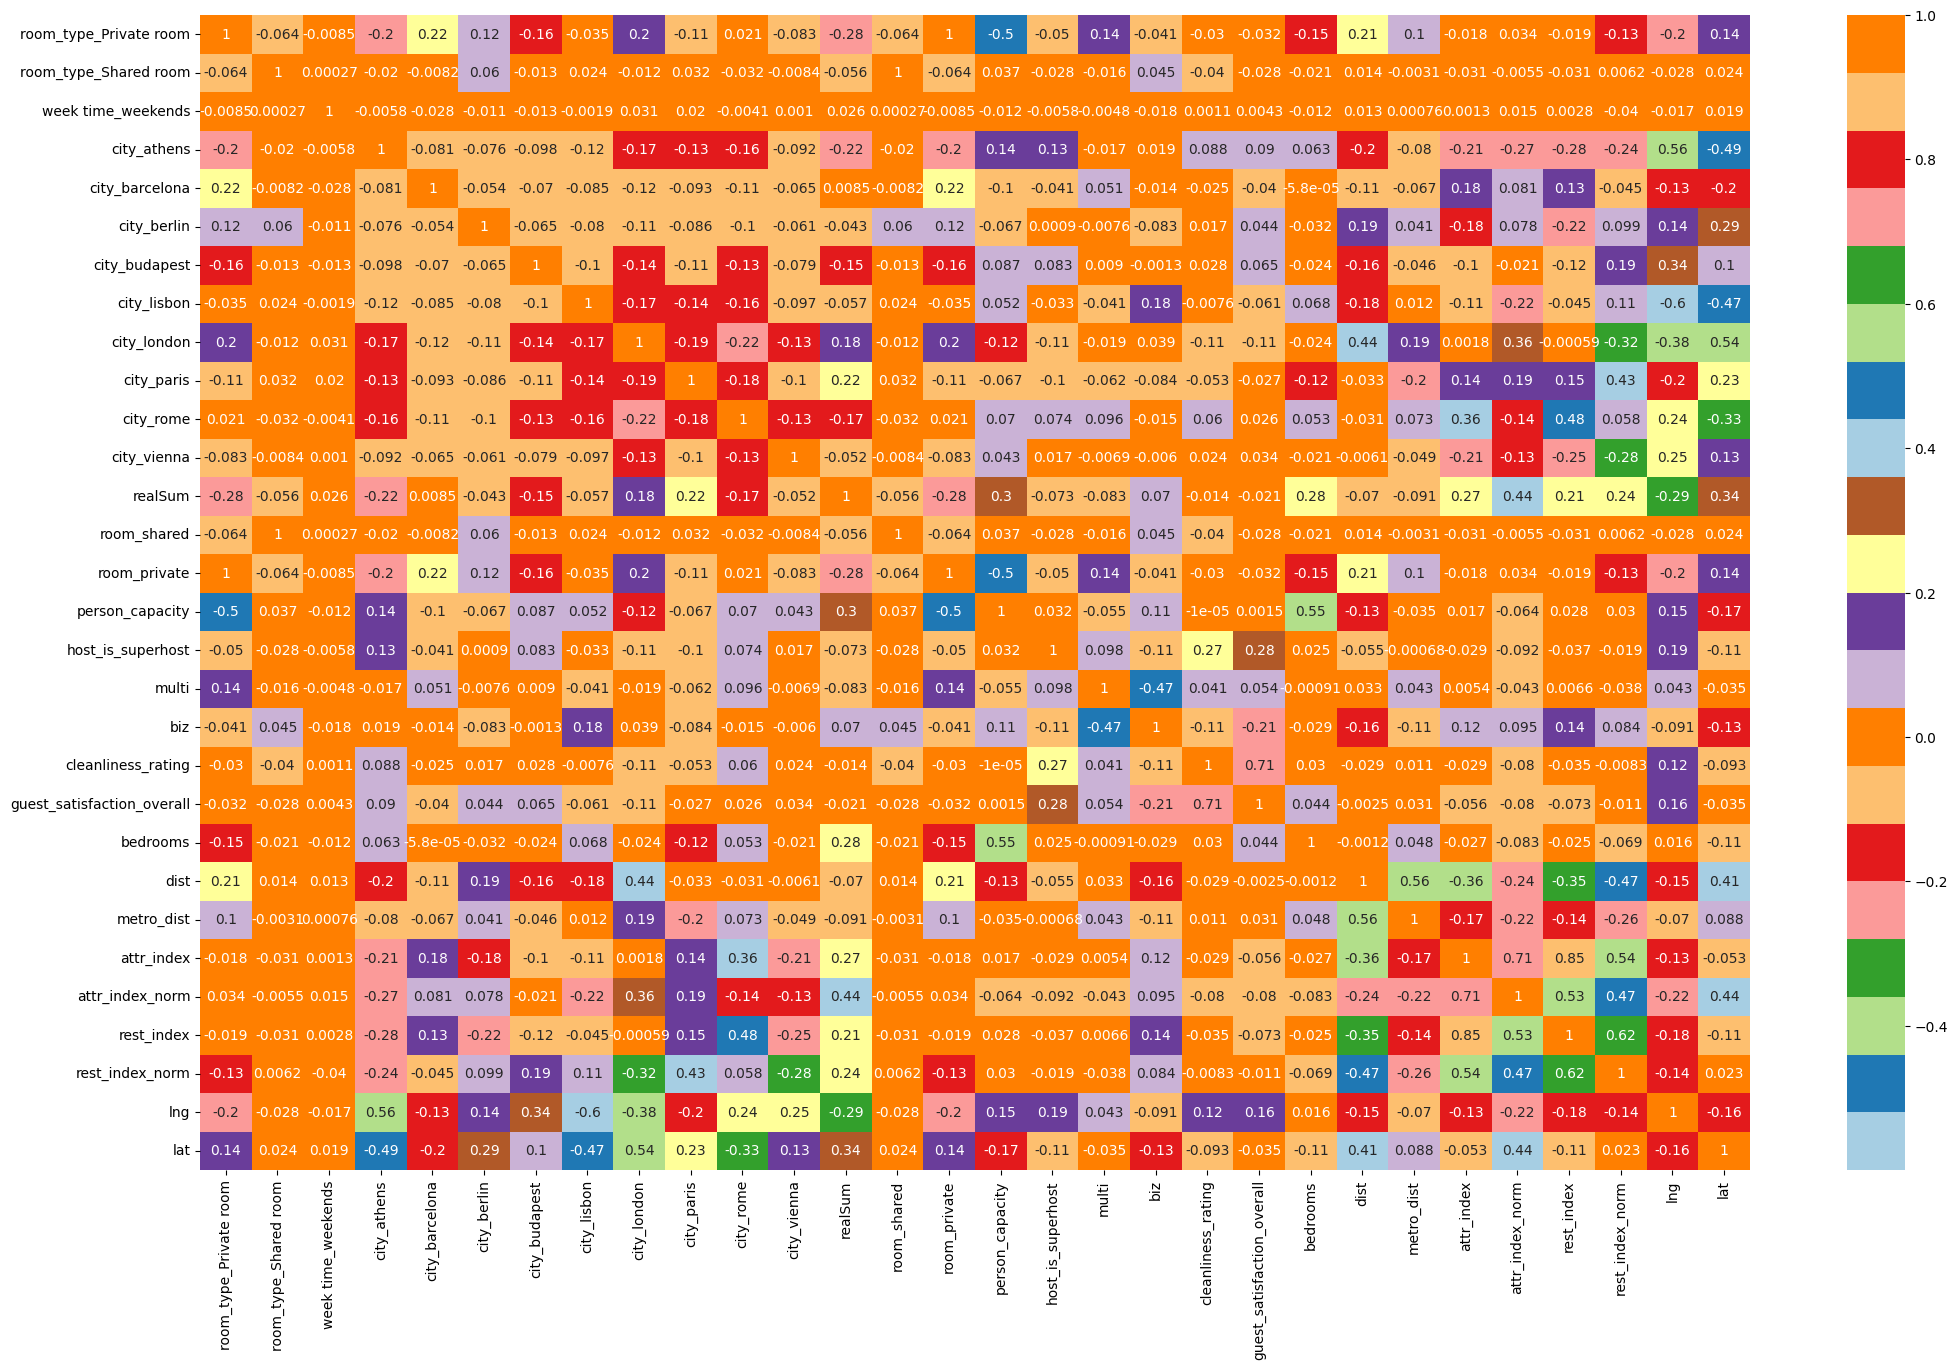 room_type_Private room 1 -0.064 -0.0085 -0.2 0.22 0.12 -0.16 -0.035 0.2 -0.11 0.021 -0.083 -0.28 -0.064 1 -0.5 -0.05 0.14 -0.041 -0.03 -0.032 -0.15 0.21 0.1 -0.018 0.034 -0.019 -0.13 -0.2 0.14
room_type_Shared room -0.064 1 0.00027 -0.02 -0.0082 0.06 -0.013 0.024 -0.012 0.032 -0.032 -0.0084 -0.056 1 -0.064 0.037 -0.028 -0.016 0.045 -0.04 -0.028 -0.021 0.014 -0.0031 -0.031 -0.0055 -0.031 0.0062 -0.028 0.024
week time_weekends -0.0085 0.00027 1 -0.0058 -0.028 -0.011 -0.013 -0.0019 0.031 0.02 -0.0041 0.001 0.026 0.00027 -0.0085 -0.012 -0.0058 -0.0048 -0.018 0.0011 0.0043 -0.012 0.013 0.00076 0.0013 0.015 0.0028 -0.04 -0.017 0.019
city_athens -0.2 -0.02 -0.0058 1 -0.081 -0.076 -0.098 -0.12 -0.17 -0.13 -0.16 -0.092 -0.22 -0.02 -0.2 0.14 0.13 -0.017 0.019 0.088 0.09 0.063 -0.2 -0.08 -0.21 -0.27 -0.28 -0.24 0.56 -0.49
city_barcelona 0.22 -0.0082 -0.028 -0.081 1 -0.054 -0.07 -0.085 -0.12 -0.093 -0.11 -0.065 0.0085 -0.0082 0.22 -0.1 -0.041 0.051 -0.014 -0.025 -0.04 -5.8e-05 -0.11 -0.067 0.18 0.081 0.13 -0.045 -0.13 -0.2
city_berlin 0.12 0.06 -0.011 -0.076 -0.054 1 -0.065 -0.08 -0.11 -0.086 -0.1 -0.061 -0.043 0.06 0.12 -0.067 0.0009 -0.0076 -0.083 0.017 0.044 -0.032 0.19 0.041 -0.18 0.078 -0.22 0.099 0.14 0.29
city_budapest -0.16 -0.013 -0.013 -0.098 -0.07 -0.065 1 -0.1 -0.14 -0.11 -0.13 -0.079 -0.15 -0.013 -0.16 0.087 0.083 0.009 -0.0013 0.028 0.065 -0.024 -0.16 -0.046 -0.1 -0.021 -0.12 0.19 0.34 0.1
city_lisbon -0.035 0.024 -0.0019 -0.12 -0.085 -0.08 -0.1 1 -0.17 -0.14 -0.16 -0.097 -0.057 0.024 -0.035 0.052 -0.033 -0.041 0.18 -0.0076 -0.061 0.068 -0.18 0.012 -0.11 -0.22 -0.045 0.11 -0.6 -0.47
city_london 0.2 -0.012 0.031 -0.17 -0.12 -0.11 -0.14 -0.17 1 -0.19 -0.22 -0.13 0.18 -0.012 0.2 -0.12 -0.11 -0.019 0.039 -0.11 -0.11 -0.024 0.44 0.19 0.0018 0.36 -0.00059 -0.32 -0.38 0.54
city_paris -0.11 0.032 0.02 -0.13 -0.093 -0.086 -0.11 -0.14 -0.19 1 -0.18 -0.1 0.22 0.032 -0.11 -0.067 -0.1 -0.062 -0.084 -0.053 -0.027 -0.12 -0.033 -0.2 0.14 0.19 0.15 0.43 -0.2 0.23
city_rome 0.021 -0.032 -0.0041 -0.16 -0.11 -0.1 -0.13 -0.16 -0.22 -0.18 1 -0.13 -0.17 -0.032 0.021 0.07 0.074 0.096 -0.015 0.06 0.026 0.053 -0.031 0.073 0.36 -0.14 0.48 0.058 0.24 -0.33
city_vienna -0.083 -0.0084 0.001 -0.092 -0.065 -0.061 -0.079 -0.097 -0.13 -0.1 -0.13 1 -0.052 -0.0084 -0.083 0.043 0.017 -0.0069 -0.006 0.024 0.034 -0.021 -0.0061 -0.049 -0.21 -0.13 -0.25 -0.28 0.25 0.13
realSum -0.28 -0.056 0.026 -0.22 0.0085 -0.043 -0.15 -0.057 0.18 0.22 -0.17 -0.052 1 -0.056 -0.28 0.3 -0.073 -0.083 0.07 -0.014 -0.021 0.28 -0.07 -0.091 0.27 0.44 0.21 0.24 -0.29 0.34
room_shared -0.064 1 0.00027 -0.02 -0.0082 0.06 -0.013 0.024 -0.012 0.032 -0.032 -0.0084 -0.056 1 -0.064 0.037 -0.028 -0.016 0.045 -0.04 -0.028 -0.021 0.014 -0.0031 -0.031 -0.0055 -0.031 0.0062 -0.028 0.024
room_private 1 -0.064 -0.0085 -0.2 0.22 0.12 -0.16 -0.035 0.2 -0.11 0.021 -0.083 -0.28 -0.064 1 -0.5 -0.05 0.14 -0.041 -0.03 -0.032 -0.15 0.21 0.1 -0.018 0.034 -0.019 -0.13 -0.2 0.14
person_capacity -0.5 0.037 -0.012 0.14 -0.1 -0.067 0.087 0.052 -0.12 -0.067 0.07 0.043 0.3 0.037 -0.5 1 0.032 -0.055 0.11 -1e-05 0.0015 0.55 -0.13 -0.035 0.017 -0.064 0.028 0.03 0.15 -0.17
host_is_superhost -0.05 -0.028 -0.0058 0.13 -0.041 0.0009 0.083 -0.033 -0.11 -0.1 0.074 0.017 -0.073 -0.028 -0.05 0.032 1 0.098 -0.11 0.27 0.28 0.025 -0.055 -0.00068 -0.029 -0.092 -0.037 -0.019 0.19 -0.11
multi 0.14 -0.016 -0.0048 -0.017 0.051 -0.0076 0.009 -0.041 -0.019 -0.062 0.096 -0.0069 -0.083 -0.016 0.14 -0.055 0.098 1 -0.47 0.041 0.054 -0.00091 0.033 0.043 0.0054 -0.043 0.0066 -0.038 0.043 -0.035
biz -0.041 0.045 -0.018 0.019 -0.014 -0.083 -0.0013 0.18 0.039 -0.084 -0.015 -0.006 0.07 0.045 -0.041 0.11 -0.11 -0.47 1 -0.11 -0.21 -0.029 -0.16 -0.11 0.12 0.095 0.14 0.084 -0.091 -0.13
cleanliness_rating -0.03 -0.04 0.0011 0.088 -0.025 0.017 0.028 -0.0076 -0.11 -0.053 0.06 0.024 -0.014 -0.04 -0.03 -1e-05 0.27 0.041 -0.11 1 0.71 0.03 -0.029 0.011 -0.029 -0.08 -0.035 -0.0083 0.12 -0.093
guest_satisfaction_overall -0.032 -0.028 0.0043 0.09 -0.04 0.044 0.065 -0.061 -0.11 -0.027 0.026 0.034 -0.021 -0.028 -0.032 0.0015 0.28 0.054 -0.21 0.71 1 0.044 -0.0025 0.031 -0.056 -0.08 -0.073 -0.011 0.16 -0.035
bedrooms -0.15 -0.021 -0.012 0.063 -5.8e-05 -0.032 -0.024 0.068 -0.024 -0.12 0.053 -0.021 0.28 -0.021 -0.15 0.55 0.025 -0.00091 -0.029 0.03 0.044 1 -0.0012 0.048 -0.027 -0.083 -0.025 -0.069 0.016 -0.11
dist 0.21 0.014 0.013 -0.2 -0.11 0.19 -0.16 -0.18 0.44 -0.033 -0.031 -0.0061 -0.07 0.014 0.21 -0.13 -0.055 0.033 -0.16 -0.029 -0.0025 -0.0012 1 0.56 -0.36 -0.24 -0.35 -0.47 -0.15 0.41
metro_dist 0.1 -0.0031 0.00076 -0.08 -0.067 0.041 -0.046 0.012 0.19 -0.2 0.073 -0.049 -0.091 -0.0031 0.1 -0.035 -0.00068 0.043 -0.11 0.011 0.031 0.048 0.56 1 -0.17 -0.22 -0.14 -0.26 -0.07 0.088
attr_index -0.018 -0.031 0.0013 -0.21 0.18 -0.18 -0.1 -0.11 0.0018 0.14 0.36 -0.21 0.27 -0.031 -0.018 0.017 -0.029 0.0054 0.12 -0.029 -0.056 -0.027 -0.36 -0.17 1 0.71 0.85 0.54 -0.13 -0.053
attr_index_norm 0.034 -0.0055 0.015 -0.27 0.081 0.078 -0.021 -0.22 0.36 0.19 -0.14 -0.13 0.44 -0.0055 0.034 -0.064 -0.092 -0.043 0.095 -0.08 -0.08 -0.083 -0.24 -0.22 0.71 1 0.53 0.47 -0.22 0.44
rest_index -0.019 -0.031 0.0028 -0.28 0.13 -0.22 -0.12 -0.045 -0.00059 0.15 0.48 -0.25 0.21 -0.031 -0.019 0.028 -0.037 0.0066 0.14 -0.035 -0.073 -0.025 -0.35 -0.14 0.85 0.53 1 0.62 -0.18 -0.11
rest_index_norm -0.13 0.0062 -0.04 -0.24 -0.045 0.099 0.19 0.11 -0.32 0.43 0.058 -0.28 0.24 0.0062 -0.13 0.03 -0.019 -0.038 0.084 -0.0083 -0.011 -0.069 -0.47 -0.26 0.54 0.47 0.62 1 -0.14 0.023
lng -0.2 -0.028 -0.017 0.56 -0.13 0.14 0.34 -0.6 -0.38 -0.2 0.24 0.25 -0.29 -0.028 -0.2 0.15 0.19 0.043 -0.091 0.12 0.16 0.016 -0.15 -0.07 -0.13 -0.22 -0.18 -0.14 1 -0.16
lat 0.14 0.024 0.019 -0.49 -0.2 0.29 0.1 -0.47 0.54 0.23 -0.33 0.13 0.34 0.024 0.14 -0.17 -0.11 -0.035 -0.13 -0.093 -0.035 -0.11 0.41 0.088 -0.053 0.44 -0.11 0.023 -0.16 1
room_type_Private room
room_type_Shared room
week time_weekends
city_athens
city_barcelona
city_berlin
city_budapest
city_lisbon
city_london
city_paris
city_rome
city_vienna
realSum
room_shared
room_private
person_capacity
host_is_superhost
multi
biz
cleanliness_rating
guest_satisfaction_overall
bedrooms
dist
metro_dist
attr_index
attr_index_norm
rest_index
rest_index_norm
lng
lat
1.0
0.8
0.6
0.4
0.2
0.0
−0.2
−0.4